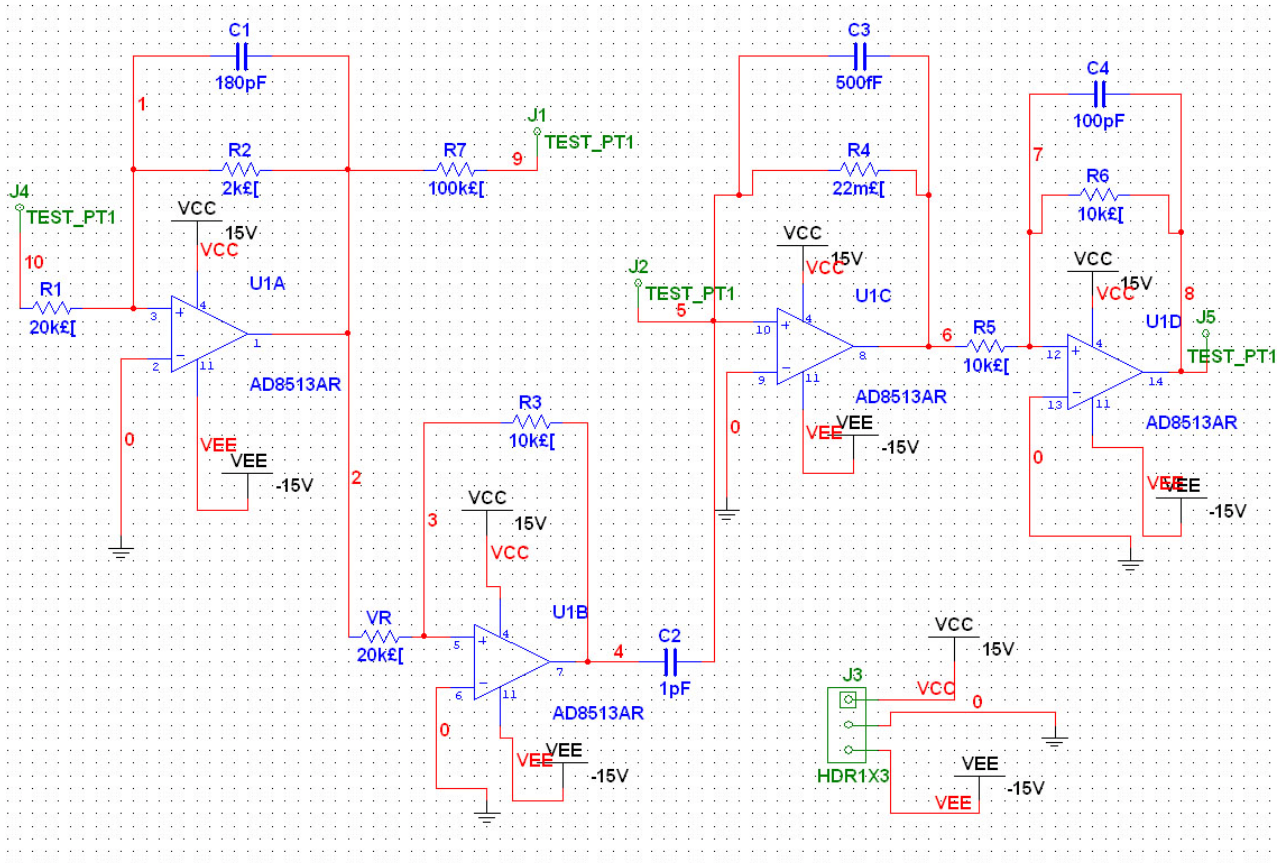 C1
180pF
1
R2
2k£[
R7
100k£[
9
J1
TEST_PT1
J4
TEST_PT1
10
R1
20k£[
VCC
15V
VCC
U1A
3
+
4
2
−
11
1
AD8513AR
0
VEE
VEE
-15V
2
R3
10k£[
3
VCC
15V
VCC
U1B
VR
20k£[
5
+
4
6
−
11
7
AD8513AR
0
VEE
VEE
-15V
4
C2
1pF
C3
500fF
R4
22m£[
J2
TEST_PT1
5
VCC
15V
VCC
U1C
10
+
4
9
−
11
8
AD8513AR
0
VEE
VEE
-15V
6
R5
10k£[
C4
100pF
7
R6
10k£[
VCC
15V
VCC
U1D
8
J5
TEST_PT1
12
+
4
13
−
11
14
AD8513AR
0
VEE
VEE
-15V
VCC
15V
J3
VCC
0
HDR1X3
VEE
-15V
VEE